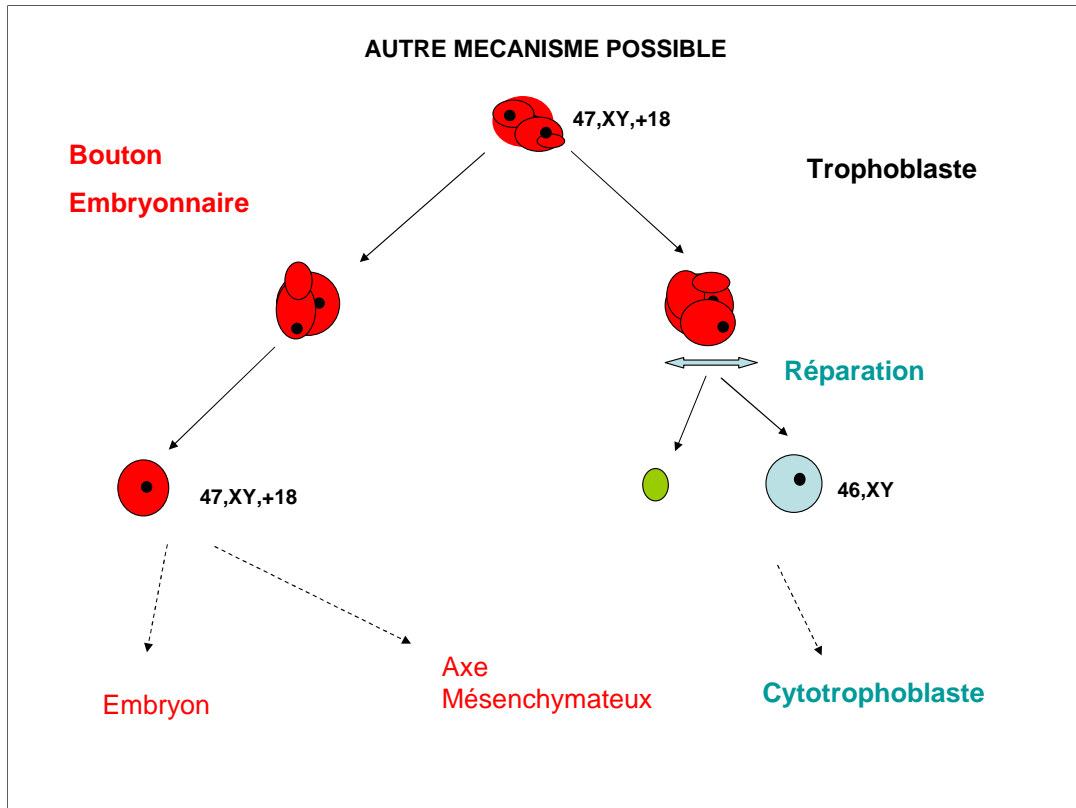 AUTRE MECANISME POSSIBLE
47,XY,+18
Bouton
Embryonnaire
Trophoblaste
Réparation
47,XY,+18
46,XY
Embryon
Axe
Mésenchymateux
Cytotrophoblaste